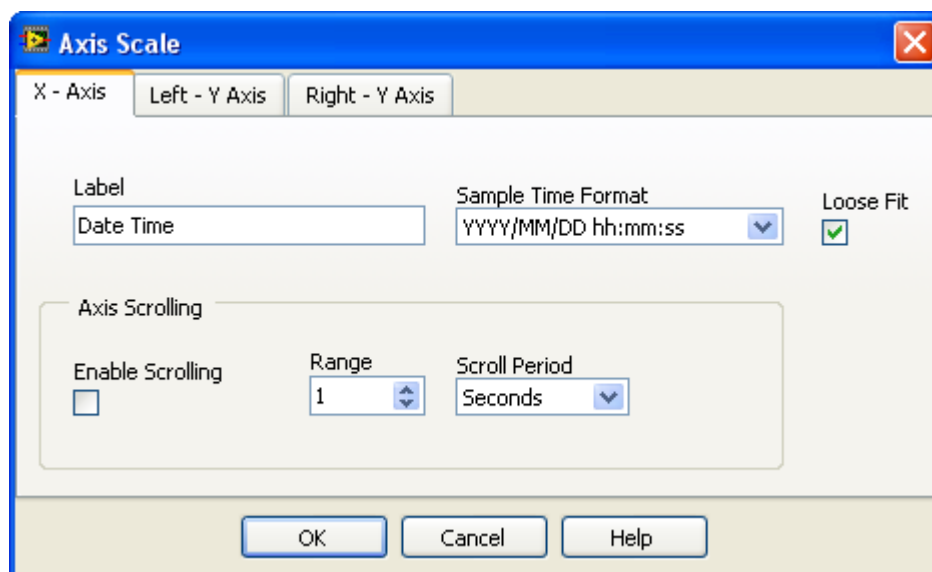 Axis Scale
X - Axis
Left - Y Axis
Right - Y Axis
Label
Sample Time Format
Loose Fit
Date Time
YYYY/MM/DD hh:mm:ss
Axis Scrolling
Enable Scrolling
Range
Scroll Period
1
Seconds
OK
Cancel
Help